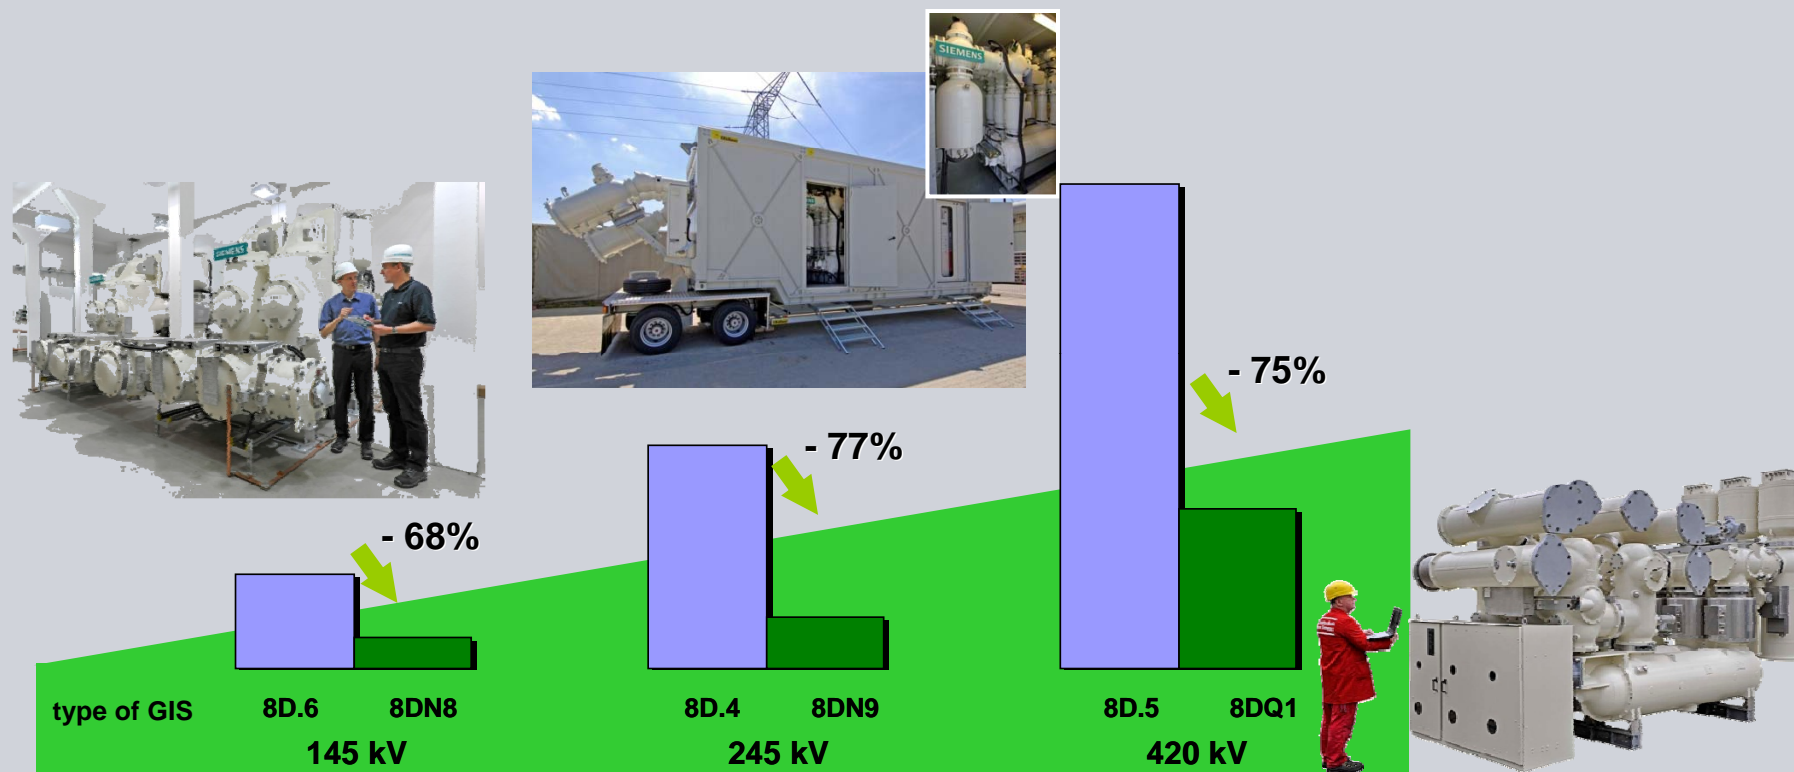 SIEMENS
SIEMENS
- 75%
- 77%
- 68%
type of GIS
8D.6 8DN8
8D.4 8DN9
8D.5 8DQ1
145 kV
245 kV
420 kV